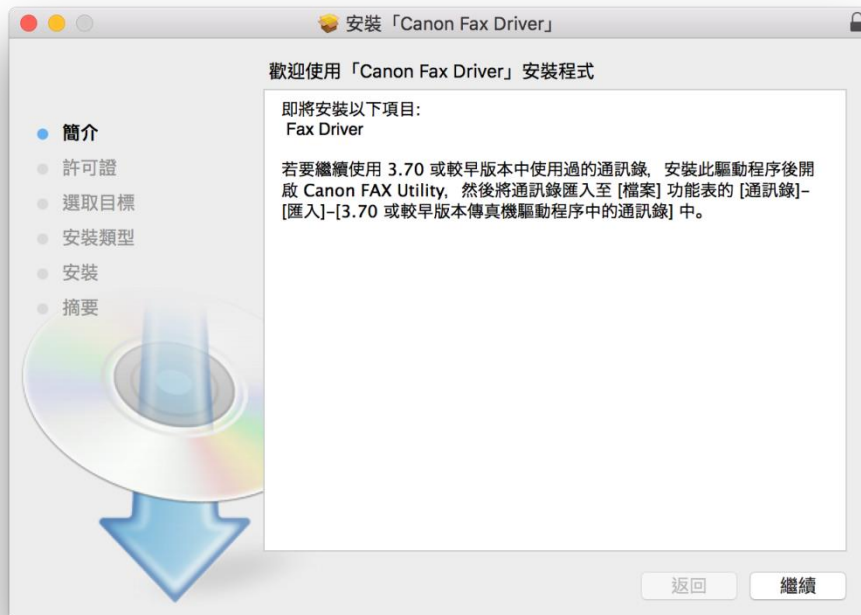 安裝「Canon Fax Driver」
歡迎使用「Canon Fax Driver」安裝程式
簡介
許可證
選取目標
安裝類型
安裝
摘要
即將安裝以下項目:
Fax Driver
若要繼續使用 3.70 或較早版本中使用過的通訊錄，安裝此驅動程序後開
啟 Canon FAX Utility，然後將通訊錄匯入至 [檔案] 功能表的 [通訊錄]–
[匯入]–[3.70 或較早版本傳真機驅動程序中的通訊錄] 中。
返回
繼續